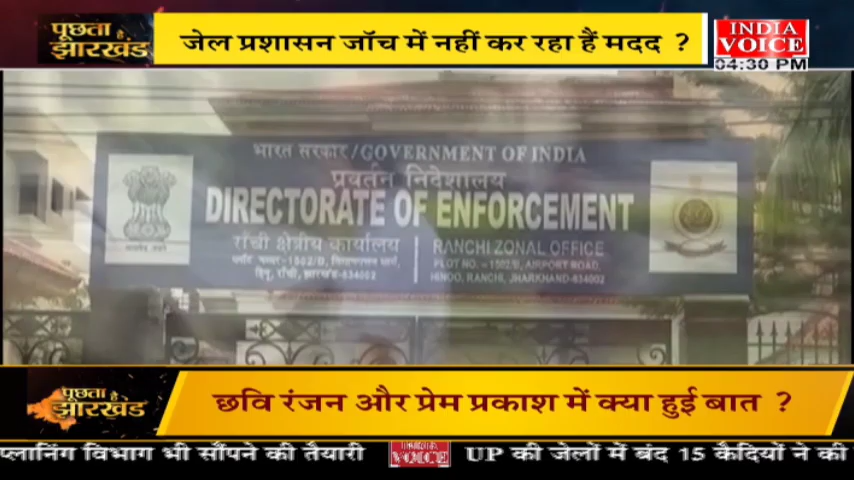 पूछता है झारखंड
जेल प्रशासन जॉच में नहीं कर रहा हैं मदद ?
INDIA
VOICE
04:30 PM
भारत सरकार/GOVERNMENT OF INDIA
प्रवर्तन निदेशालय
DIRECTORATE OF ENFORCEMENT
राँची क्षेत्रीय कार्यालय
RANCHI ZONAL OFFICE
PLOT NO. - 1502/B, AIRPORT ROAD,
हिनू, राँची, झारखण्ड-834002
HINOO, RANCHI, JHARKHAND-834002
पूछता है झारखंड
छवि रंजन और प्रेम प्रकाश में क्या हुई बात ?
प्लानिंग विभाग भी सौंपने की तैयारी
VOICE
UP की जेलों में बंद 15 कैदियों ने की